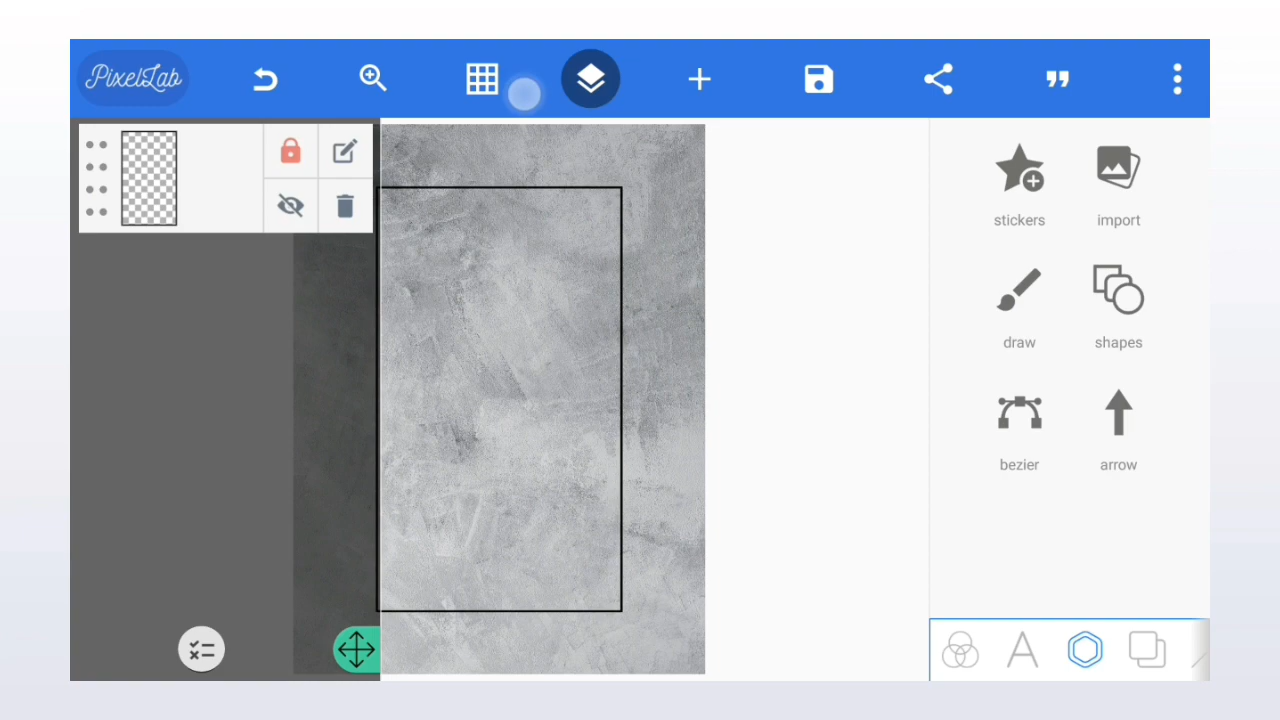 PixelLab
stickers
import
draw
shapes
bezier
arrow